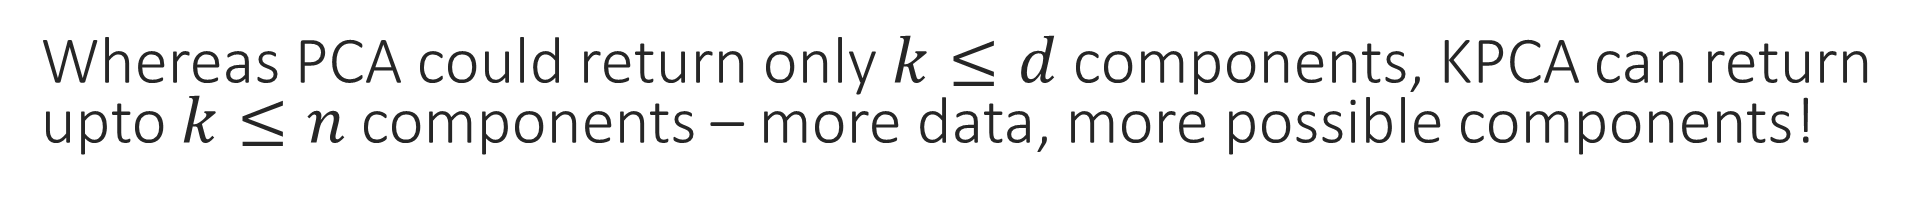 Whereas PCA could return only k ≤ d components, KPCA can return
upto k ≤ n components – more data, more possible components!